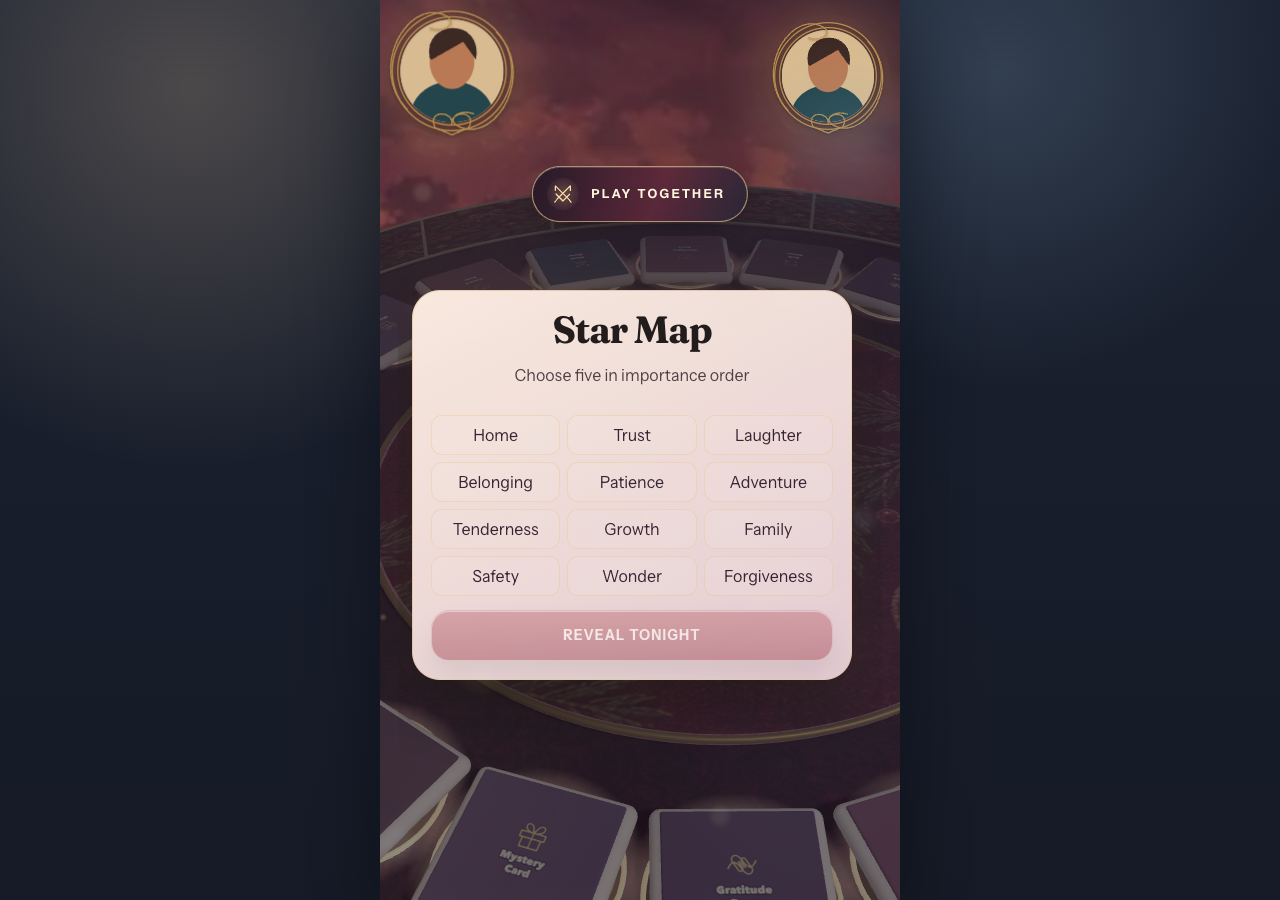 PLAY TOGETHER
Star Map
Choose five in importance order
Home
Trust
Laughter
Belonging
Patience
Adventure
Tenderness
Growth
Family
Safety
Wonder
Forgiveness
REVEAL TONIGHT
Mystery
Card
Gratitude